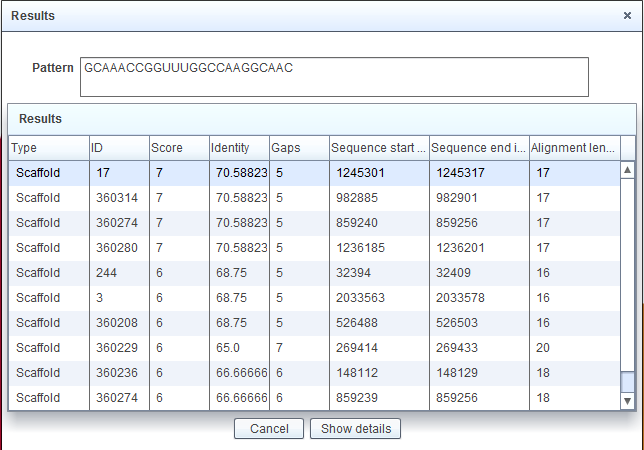 Results ×
Pattern GCAAACCGGUUUGGCCAAGGCAAC
Results
Type ID Score Identity Gaps Sequence start ... Sequence end i... Alignment len...
Scaffold 17 7 70.58823 5 1245301 1245317 17
Scaffold 360314 7 70.58823 5 982885 982901 17
Scaffold 360274 7 70.58823 5 859240 859256 17
Scaffold 360280 7 70.58823 5 1236185 1236201 17
Scaffold 244 6 68.75 5 32394 32409 16
Scaffold 3 6 68.75 5 2033563 2033578 16
Scaffold 360208 6 68.75 5 526488 526503 16
Scaffold 360229 6 65.0 7 269414 269433 20
Scaffold 360236 6 66.66666 6 148112 148129 18
Scaffold 360274 6 66.66666 6 859239 859256 18
Cancel Show details